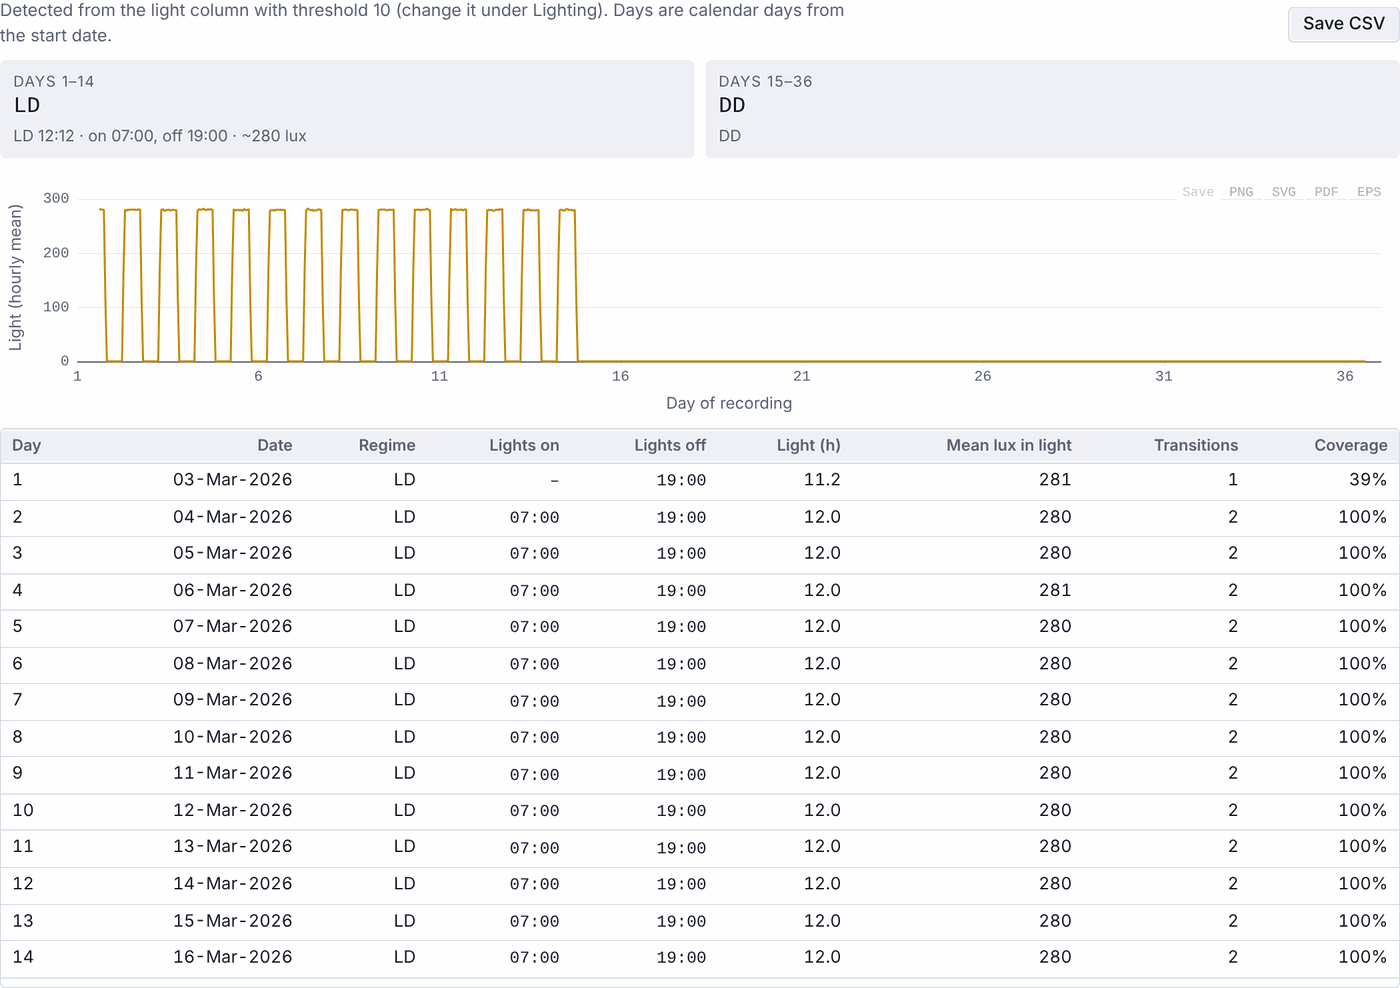 Detected from the light column with threshold 10 (change it under Lighting). Days are calendar days from
the start date.
Save CSV
DAYS 1–14
LD
LD 12:12 · on 07:00, off 19:00 · ~280 lux
DAYS 15–36
DD
DD
Save PNG SVG PDF EPS
Light (hourly mean)
300
200
100
0
1 6 11 16 21 26 31 36
Day of recording
Day Date Regime Lights on Lights off Light (h) Mean lux in light Transitions Coverage
1 03-Mar-2026 LD – 19:00 11.2 281 1 39%
2 04-Mar-2026 LD 07:00 19:00 12.0 280 2 100%
3 05-Mar-2026 LD 07:00 19:00 12.0 280 2 100%
4 06-Mar-2026 LD 07:00 19:00 12.0 281 2 100%
5 07-Mar-2026 LD 07:00 19:00 12.0 280 2 100%
6 08-Mar-2026 LD 07:00 19:00 12.0 280 2 100%
7 09-Mar-2026 LD 07:00 19:00 12.0 280 2 100%
8 10-Mar-2026 LD 07:00 19:00 12.0 280 2 100%
9 11-Mar-2026 LD 07:00 19:00 12.0 280 2 100%
10 12-Mar-2026 LD 07:00 19:00 12.0 280 2 100%
11 13-Mar-2026 LD 07:00 19:00 12.0 280 2 100%
12 14-Mar-2026 LD 07:00 19:00 12.0 280 2 100%
13 15-Mar-2026 LD 07:00 19:00 12.0 280 2 100%
14 16-Mar-2026 LD 07:00 19:00 12.0 280 2 100%